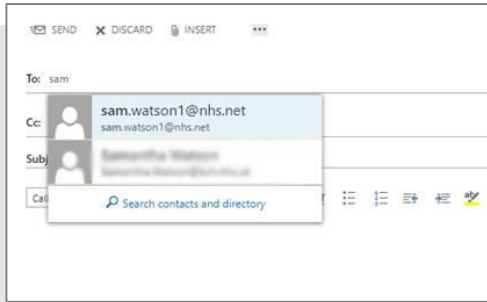 SEND DISCARD INSERT ...
To: sam
sam.watson1@nhs.net
sam.watson1@nhs.net
Cc:
Subj
Search contacts and directory
Cali